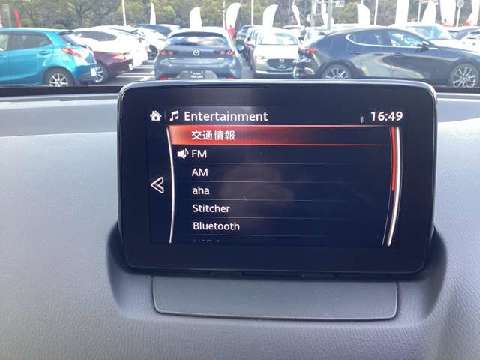 Entertainment 16:49
交通情報
FM
AM
aha
Stitcher
Bluetooth